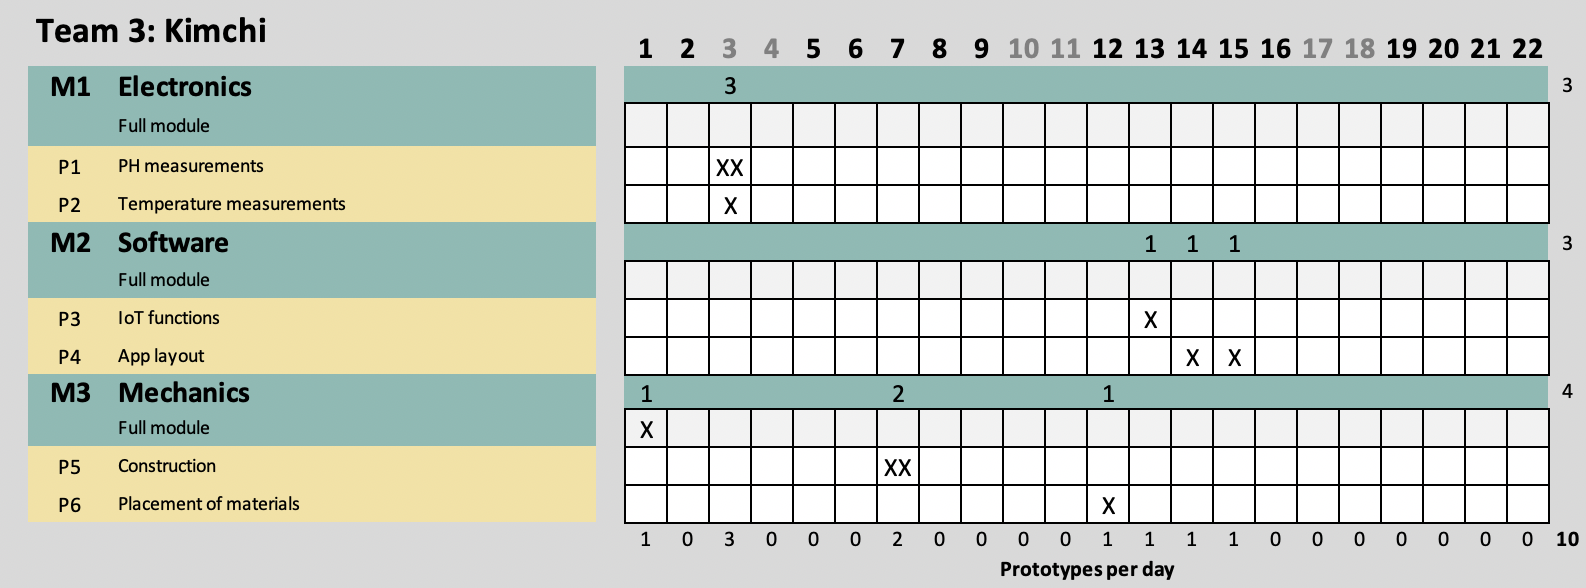 Team 3: Kimchi
1 2 3 4 5 6 7 8 9 10 11 12 13 14 15 16 17 18 19 20 21 22
M1 Electronics 3 3
Full module
P1 PH measurements XX
P2 Temperature measurements X
M2 Software 1 1 1 3
Full module
P3 IoT functions X
P4 App layout X X
M3 Mechanics 1 2 1 4
Full module X
P5 Construction XX
P6 Placement of materials X
1 0 3 0 0 0 2 0 0 0 0 1 1 1 1 0 0 0 0 0 0 0 10
Prototypes per day